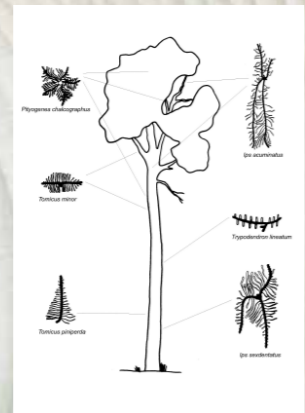 Pityogenes chalcographus
Ips acuminatus
Tomicus minor
Trypodendron lineatum
Tomicus piniperda
Ips sexdentatus